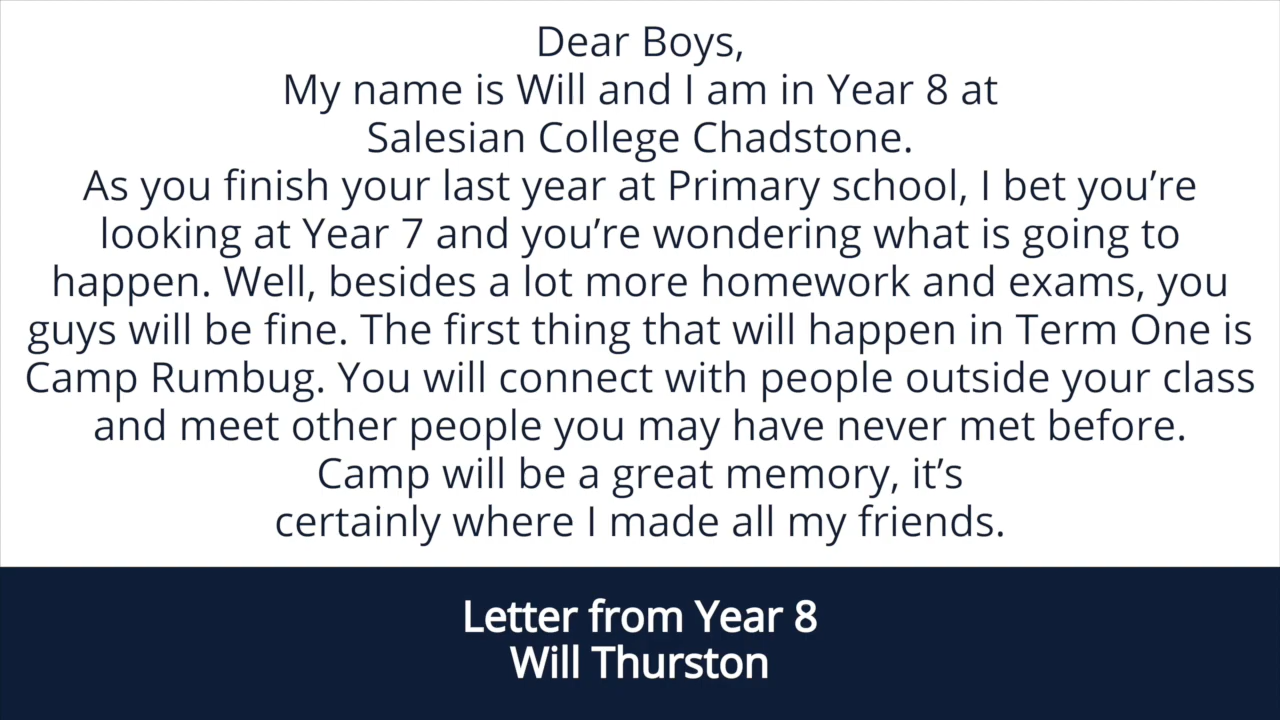 Dear Boys,
My name is Will and I am in Year 8 at
Salesian College Chadstone.
As you finish your last year at Primary school, I bet you’re
looking at Year 7 and you’re wondering what is going to
happen. Well, besides a lot more homework and exams, you
guys will be fine. The first thing that will happen in Term One is
Camp Rumbug. You will connect with people outside your class
and meet other people you may have never met before.
Camp will be a great memory, it’s
certainly where I made all my friends.
Letter from Year 8
Will Thurston